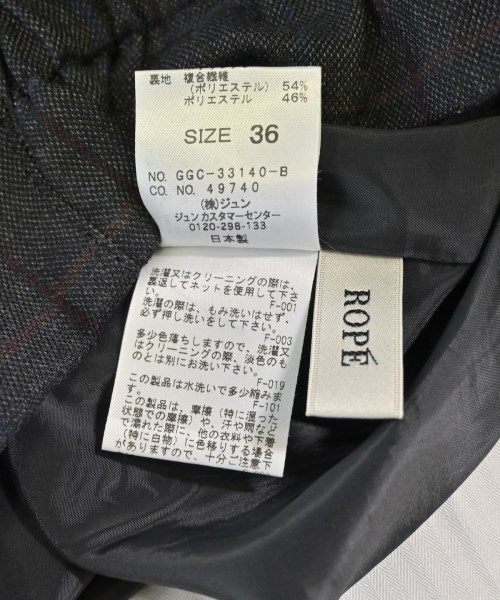 裏地 複合繊維
(ポリエステル) 54%
ポリエステル 46%
SIZE 36
NO. GGC-33140-B
CO. NO. 49740
(株)ジュン
ジュンカスタマーセンター
0120-298-133
日本製
洗濯又はクリーニングの際は、
裏返してネットを使用して下さ
い。 F-001
洗濯の際は、もみ洗いはせず、
必ず押し洗いをして下さい。
F-003
多少色落ちしますので、洗濯又
はクリーニングの際、淡色のも
のとは別にお洗い下さい。
F-019
この製品は水洗いで多少縮みま
す。 F-101
この製品は、摩擦(特に湿った
状態での摩擦)や、汗や雨など
で濡れた際に、他の衣料や下着
(特に白物)に色移りする場合
がありますので、十分ご注意下
ROPÉ